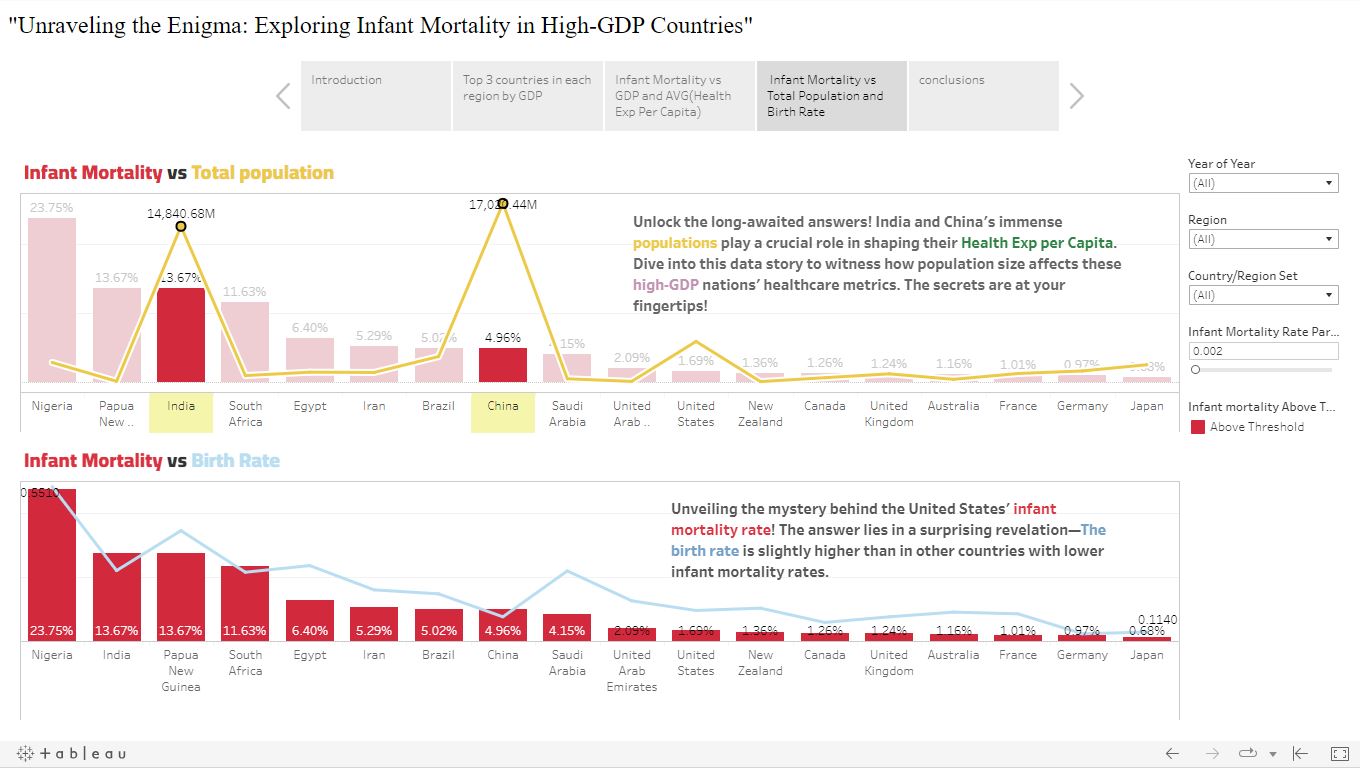 "Unraveling the Enigma: Exploring Infant Mortality in High-GDP Countries"
Introduction
Top 3 countries in each
region by GDP
Infant Mortality vs
GDP and AVG(Health
Exp Per Capita)
Infant Mortality vs
Total Population and
Birth Rate
conclusions
Infant Mortality vs Total population
23.75%
14,840.68M
13.67%
11.63%
6.40%
5.29%
4.96%
2.09%
1.69%
1.36%
1.26%
1.24%
1.16%
1.01%
0.97%
Unlock the long-awaited answers! India and China's immense
populations play a crucial role in shaping their Health Exp per Capita.
Dive into this data story to witness how population size affects these
high-GDP nations' healthcare metrics. The secrets are at your
fingertips!
Nigeria
Papua
New ..
India
South
Africa
Egypt
Iran
Brazil
China
Saudi
Arabia
United
Arab ..
United
States
New
Zealand
Canada
United
Kingdom
Australia
France
Germany
Japan
Year of Year
(All)
Region
(All)
Country/Region Set
(All)
Infant Mortality Rate Par...
0.002
Infant mortality Above T...
Above Threshold
Infant Mortality vs Birth Rate
0.5510
Unveiling the mystery behind the United States' infant
mortality rate! The answer lies in a surprising revelation—The
birth rate is slightly higher than in other countries with lower
infant mortality rates.
0.1140
23.75%
13.67%
13.67%
11.63%
6.40%
5.29%
5.02%
4.96%
4.15%
2.09%
1.69%
1.36%
1.26%
1.24%
1.16%
1.01%
0.97%
0.68%
Nigeria
India
Papua
New
Guinea
South
Africa
Egypt
Iran
Brazil
China
Saudi
Arabia
United
Arab
Emirates
United
States
New
Zealand
Canada
United
Kingdom
Australia
France
Germany
Japan
+ableau